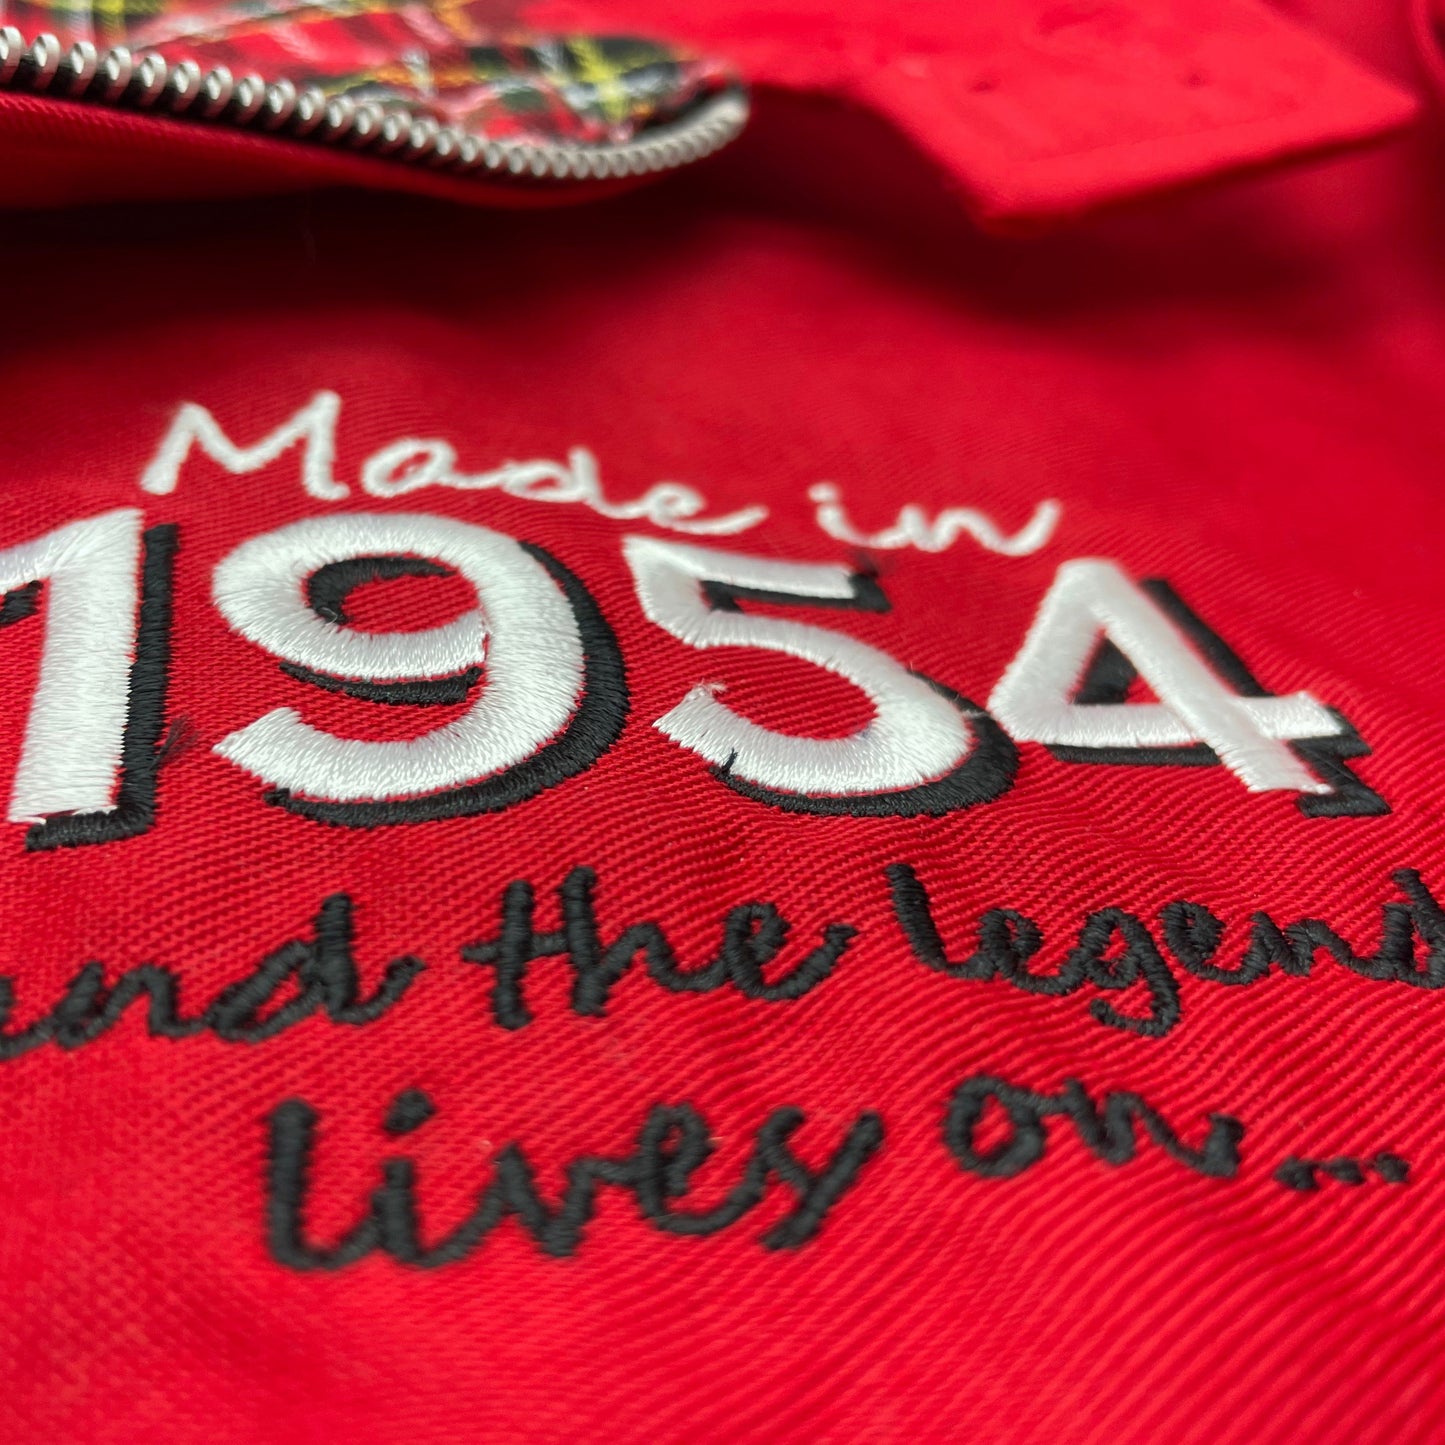 Made in
1954
and the legend
lives on...